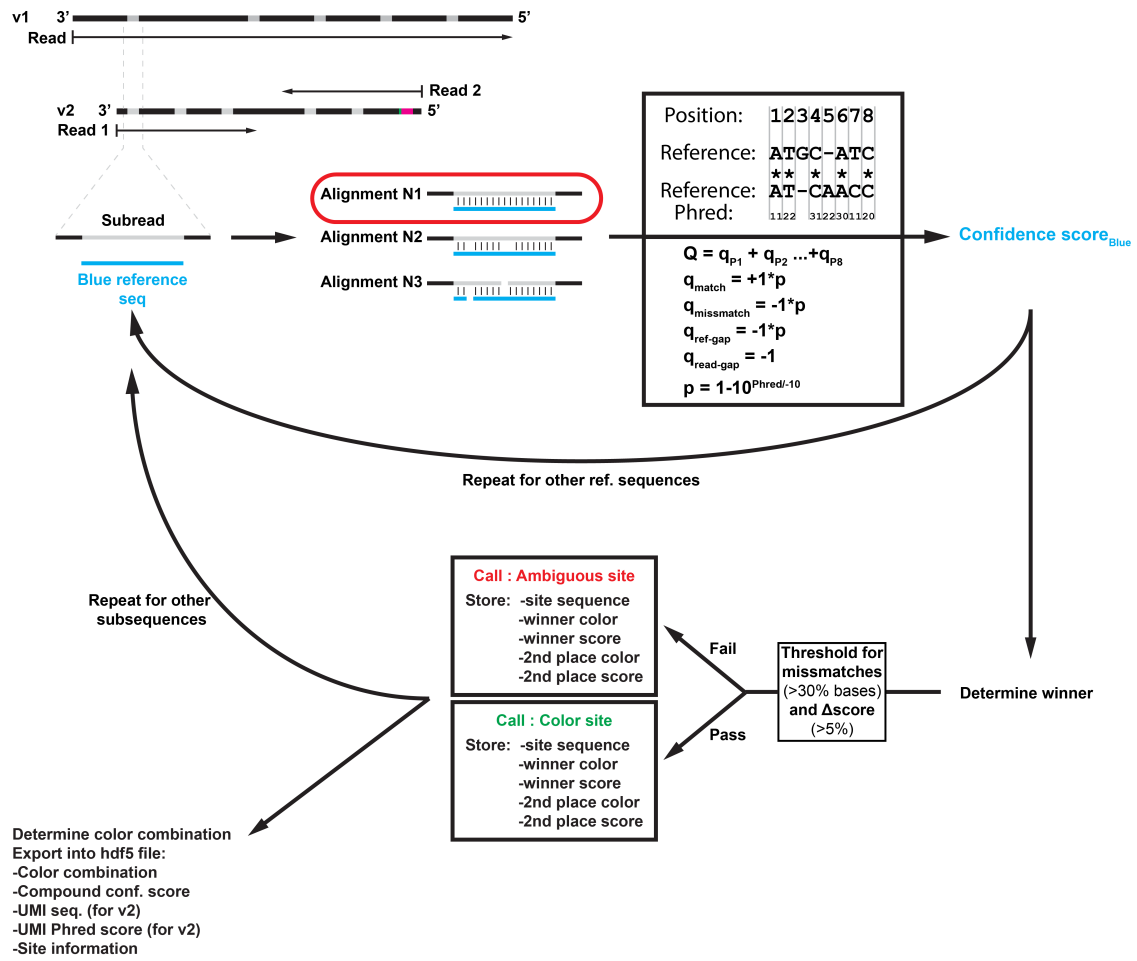 v1 3’ 5’
Read
Read 2
v2 3’ 5’
Read 1
Subread
Blue reference
seq
Alignment N1
Alignment N2
Alignment N3
Position: 12345678
Reference: ATGC-ATC
*** * *
Reference: AT-CAACC
Phred: 1122 3122301120
Q = qP1 + qP2 ...+qP8
qmatch = +1*p
qmissmatch = -1*p
qref-gap = -1*p
qread-gap = -1
p = 1-10Phred/-10
Confidence scoreBlue
Repeat for other ref. sequences
Repeat for other
subsequences
Call : Ambiguous site
Store: -site sequence
-winner color
-winner score
-2nd place color
-2nd place score
Call : Color site
Store: -site sequence
-winner color
-winner score
-2nd place color
-2nd place score
Fail
Pass
Threshold for
missmatches
(>30% bases)
and Δscore
(>5%)
Determine winner
Determine color combination
Export into hdf5 file:
-Color combination
-Compound conf. score
-UMI seq. (for v2)
-UMI Phred score (for v2)
-Site information